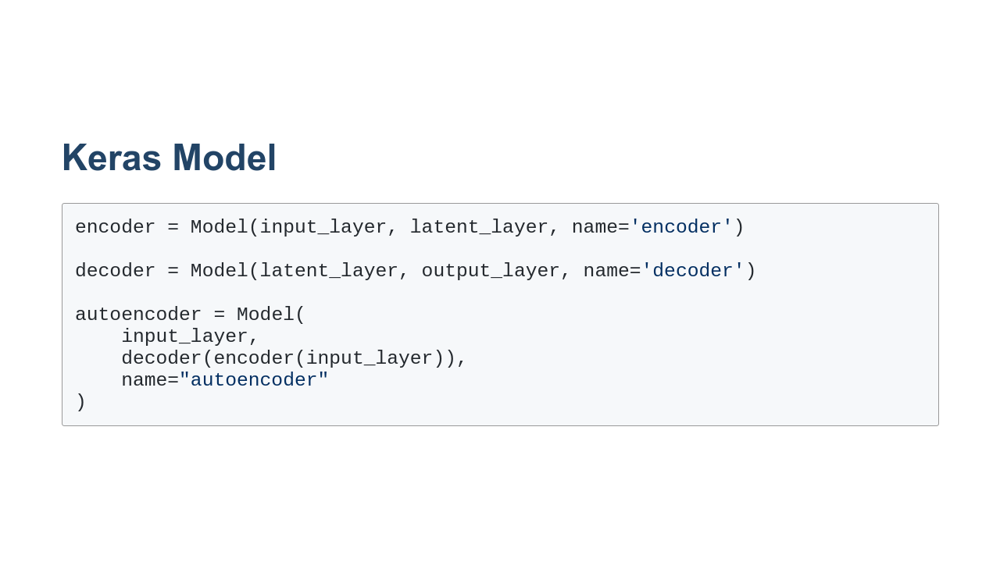 Keras Model
encoder = Model(input_layer, latent_layer, name='encoder')
decoder = Model(latent_layer, output_layer, name='decoder')
autoencoder = Model(
    input_layer,
    decoder(encoder(input_layer)),
    name="autoencoder"
)